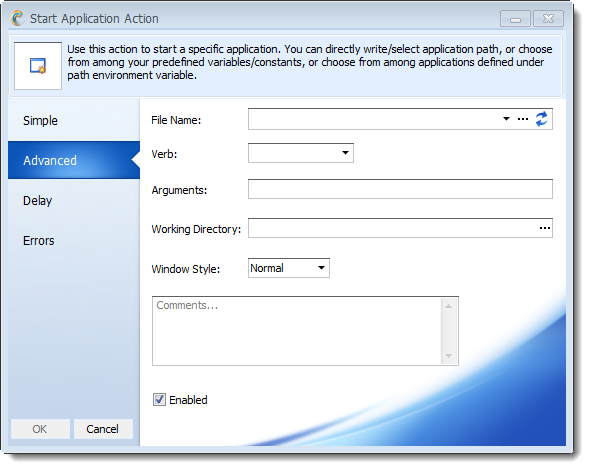 Start Application Action
Use this action to start a specific application. You can directly write/select application path, or choose
from among your predefined variables/constants, or choose from among applications defined under
path environment variable.
Simple
Advanced
Delay
Errors
File Name:
Verb:
Arguments:
Working Directory:
Window Style:
Normal
Comments...
Enabled
OK
Cancel